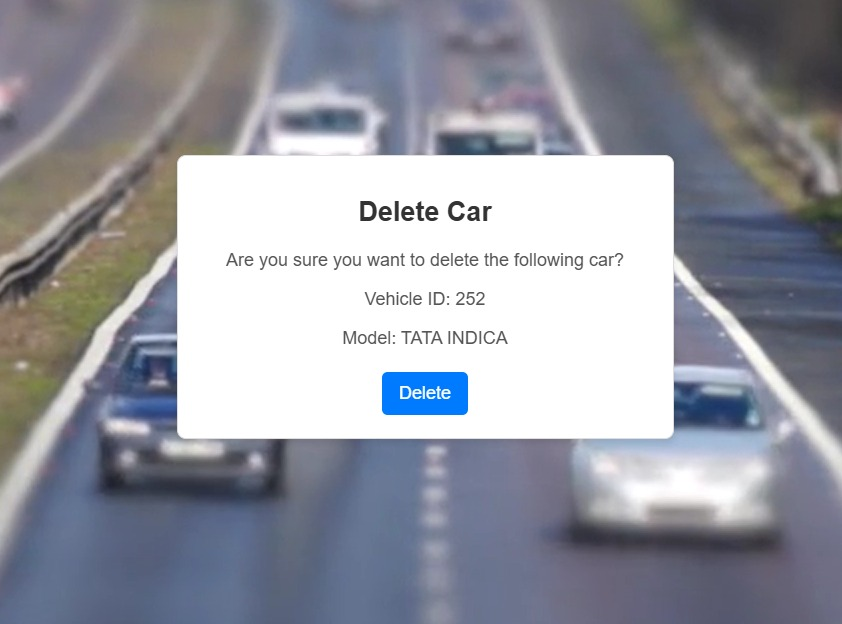 Delete Car
Are you sure you want to delete the following car?
Vehicle ID: 252
Model: TATA INDICA
Delete